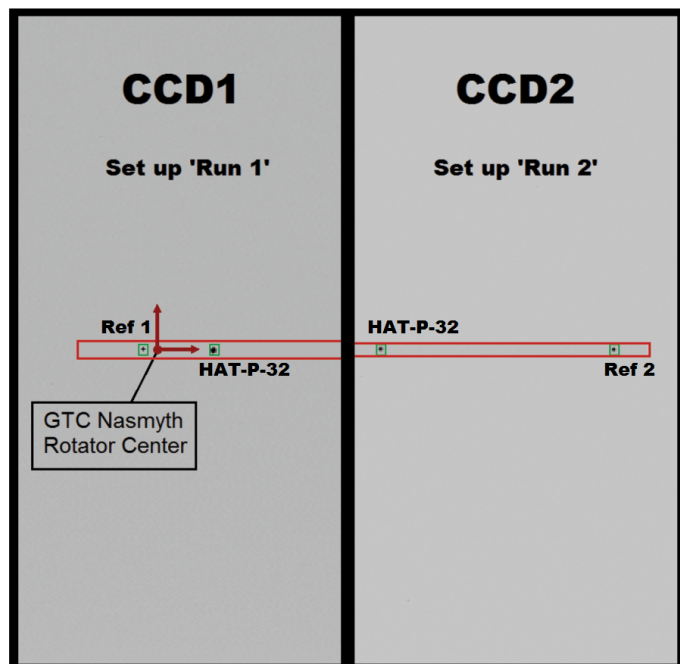 CCD1
CCD2
Set up 'Run 1'
Set up 'Run 2'
Ref 1
HAT-P-32
HAT-P-32
Ref 2
GTC Nasmyth
Rotator Center